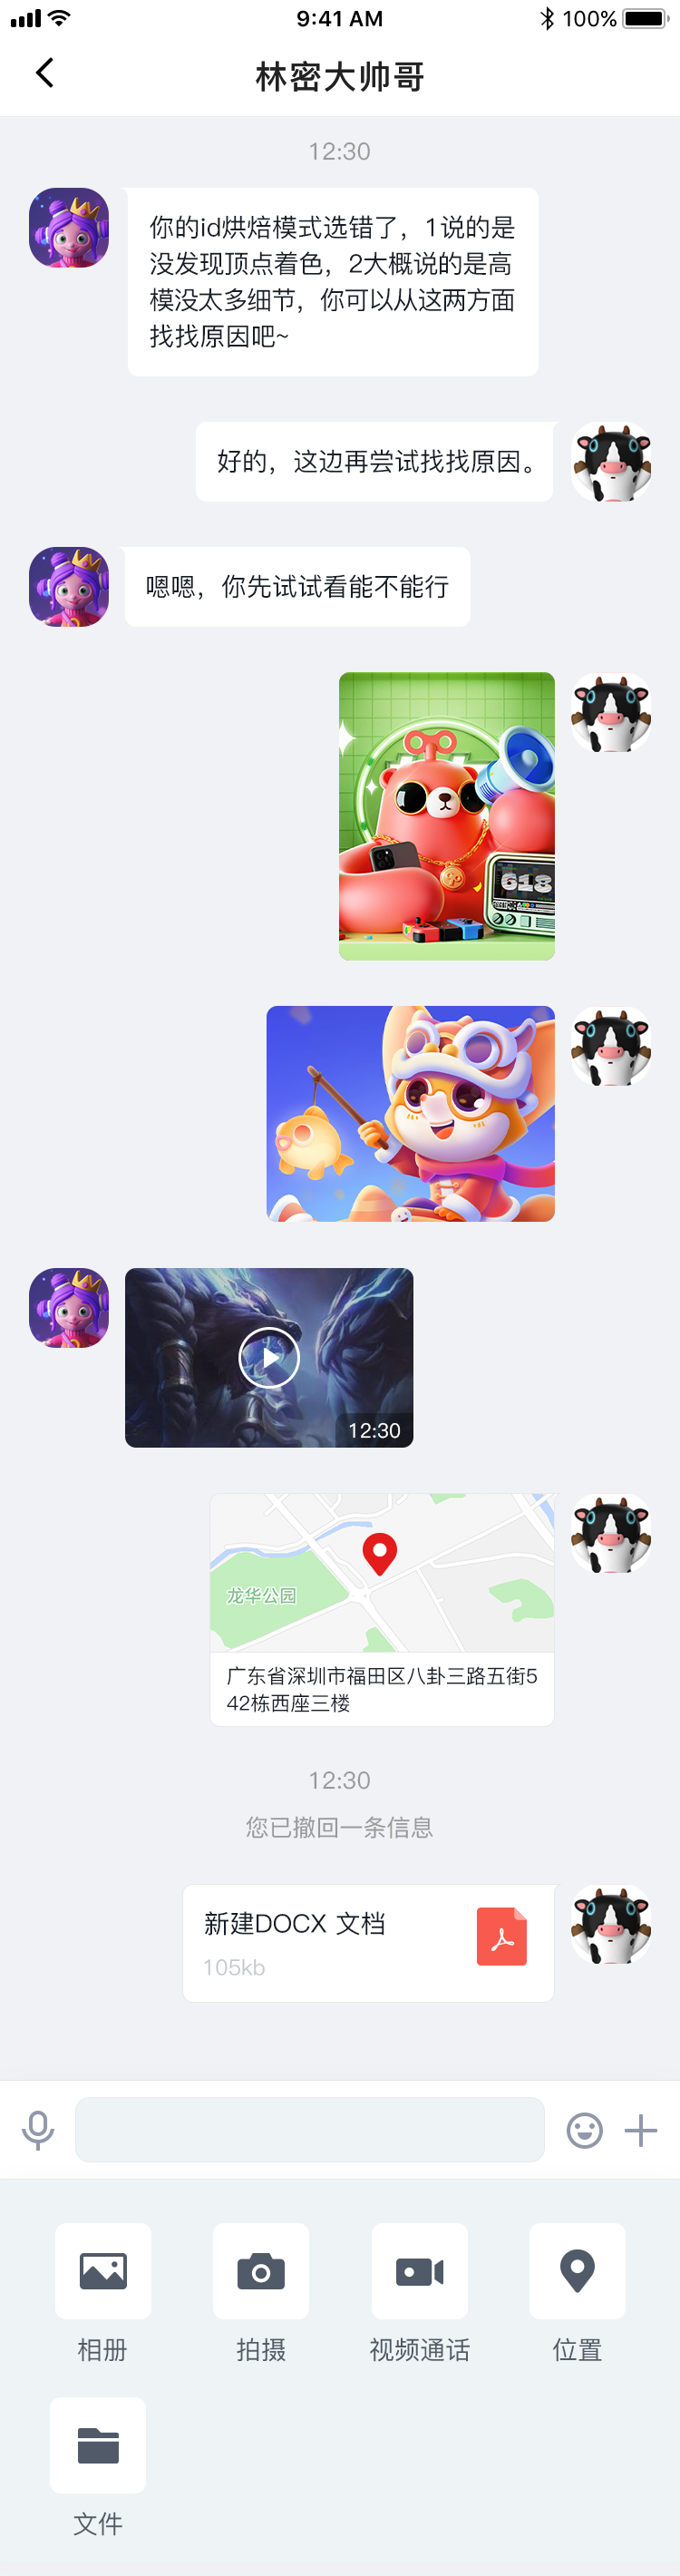 9:41 AM
100%
林密大帅哥
12:30
你的id烘焙模式选错了，1说的是
没发现顶点着色，2大概说的是高
模没太多细节，你可以从这两方面
找找原因吧~
好的，这边再尝试找找原因。
嗯嗯，你先试试看能不能行
618
12:30
龙华公园
广东省深圳市福田区八卦三路五街5
42栋西座三楼
12:30
您已撤回一条信息
新建DOCX 文档
105kb
相册
拍摄
视频通话
位置
文件